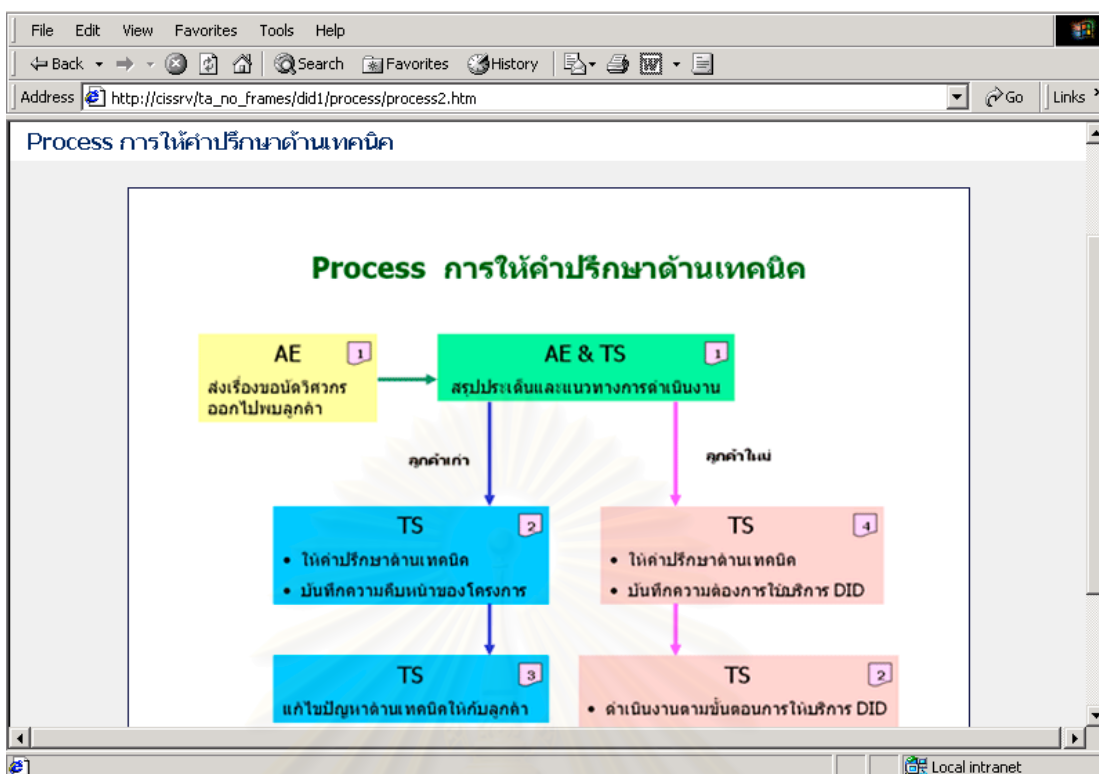 File Edit View Favorites Tools Help
Back Search Favorites History
Address http://cissrv/ta_no_frames/did1/process/process2.htm Go Links
Process การให้คำปรึกษาด้านเทคนิค
Process การให้คำปรึกษาด้านเทคนิค
AE 1
ส่งเรื่องขอนัดวิศวกร
ออกไปพบลูกค้า
AE & TS 1
สรุปประเด็นและแนวทางการดำเนินงาน
ลูกค้าเก่า
ลูกค้าใหม่
TS 2
• ให้คำปรึกษาด้านเทคนิค
• บันทึกความคืบหน้าของโครงการ
TS 4
• ให้คำปรึกษาด้านเทคนิค
• บันทึกความต้องการใช้บริการ DID
TS 3
แก้ไขปัญหาด้านเทคนิคให้กับลูกค้า
TS 2
• ดำเนินงานตามขั้นตอนการให้บริการ DID
Local intranet